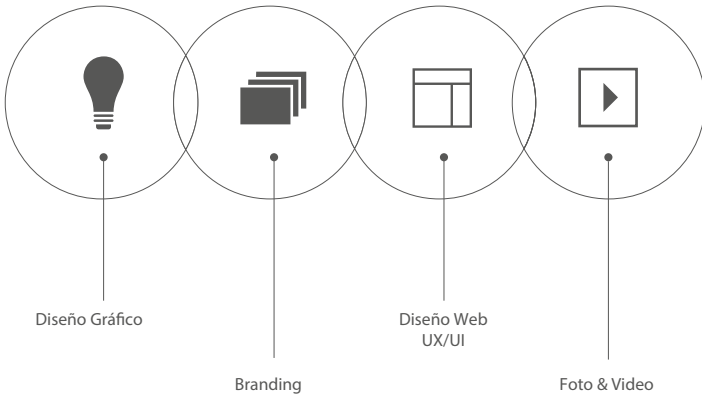 Diseño Gráfico
Branding
Diseño Web
UX/UI
Foto & Video